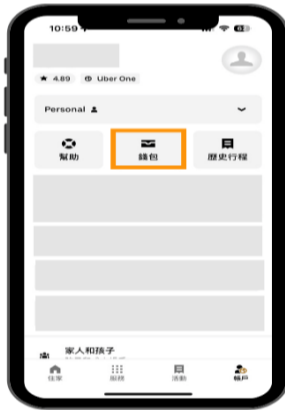 10:59
★ 4.89 Uber One
Personal
幫助
錢包
歷史行程
家人和孩子
住家
服務
活動
帳戶